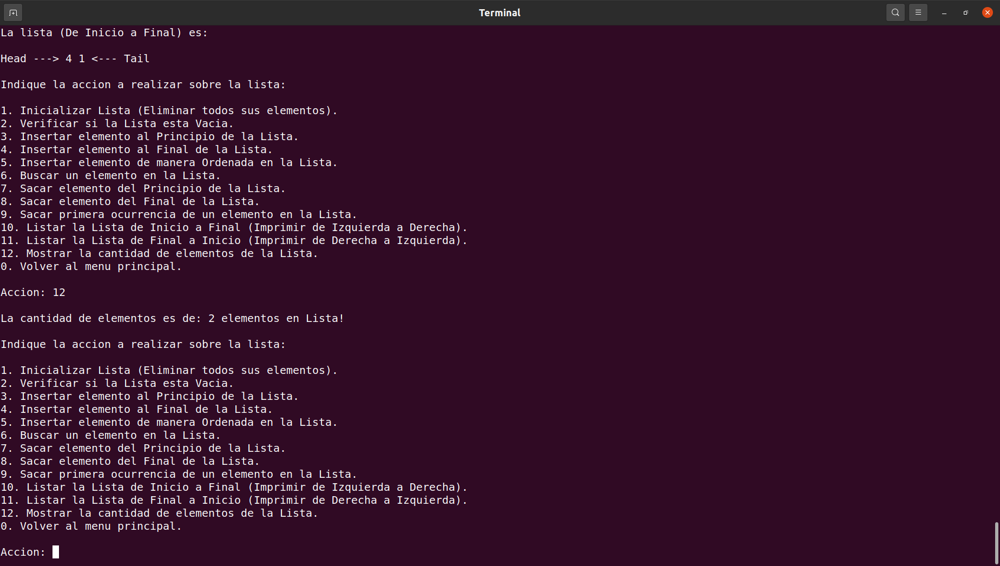 Terminal
La lista (De Inicio a Final) es:
Head ---> 4 1 <--- Tail
Indique la accion a realizar sobre la lista:
1. Inicializar Lista (Eliminar todos sus elementos).
2. Verificar si la Lista esta Vacia.
3. Insertar elemento al Principio de la Lista.
4. Insertar elemento al Final de la Lista.
5. Insertar elemento de manera Ordenada en la Lista.
6. Buscar un elemento en la Lista.
7. Sacar elemento del Principio de la Lista.
8. Sacar elemento del Final de la Lista.
9. Sacar primera ocurrencia de un elemento en la Lista.
10. Listar la Lista de Inicio a Final (Imprimir de Izquierda a Derecha).
11. Listar la Lista de Final a Inicio (Imprimir de Derecha a Izquierda).
12. Mostrar la cantidad de elementos de la Lista.
0. Volver al menu principal.
Accion: 12
La cantidad de elementos es de: 2 elementos en Lista!
Indique la accion a realizar sobre la lista:
1. Inicializar Lista (Eliminar todos sus elementos).
2. Verificar si la Lista esta Vacia.
3. Insertar elemento al Principio de la Lista.
4. Insertar elemento al Final de la Lista.
5. Insertar elemento de manera Ordenada en la Lista.
6. Buscar un elemento en la Lista.
7. Sacar elemento del Principio de la Lista.
8. Sacar elemento del Final de la Lista.
9. Sacar primera ocurrencia de un elemento en la Lista.
10. Listar la Lista de Inicio a Final (Imprimir de Izquierda a Derecha).
11. Listar la Lista de Final a Inicio (Imprimir de Derecha a Izquierda).
12. Mostrar la cantidad de elementos de la Lista.
0. Volver al menu principal.
Accion: